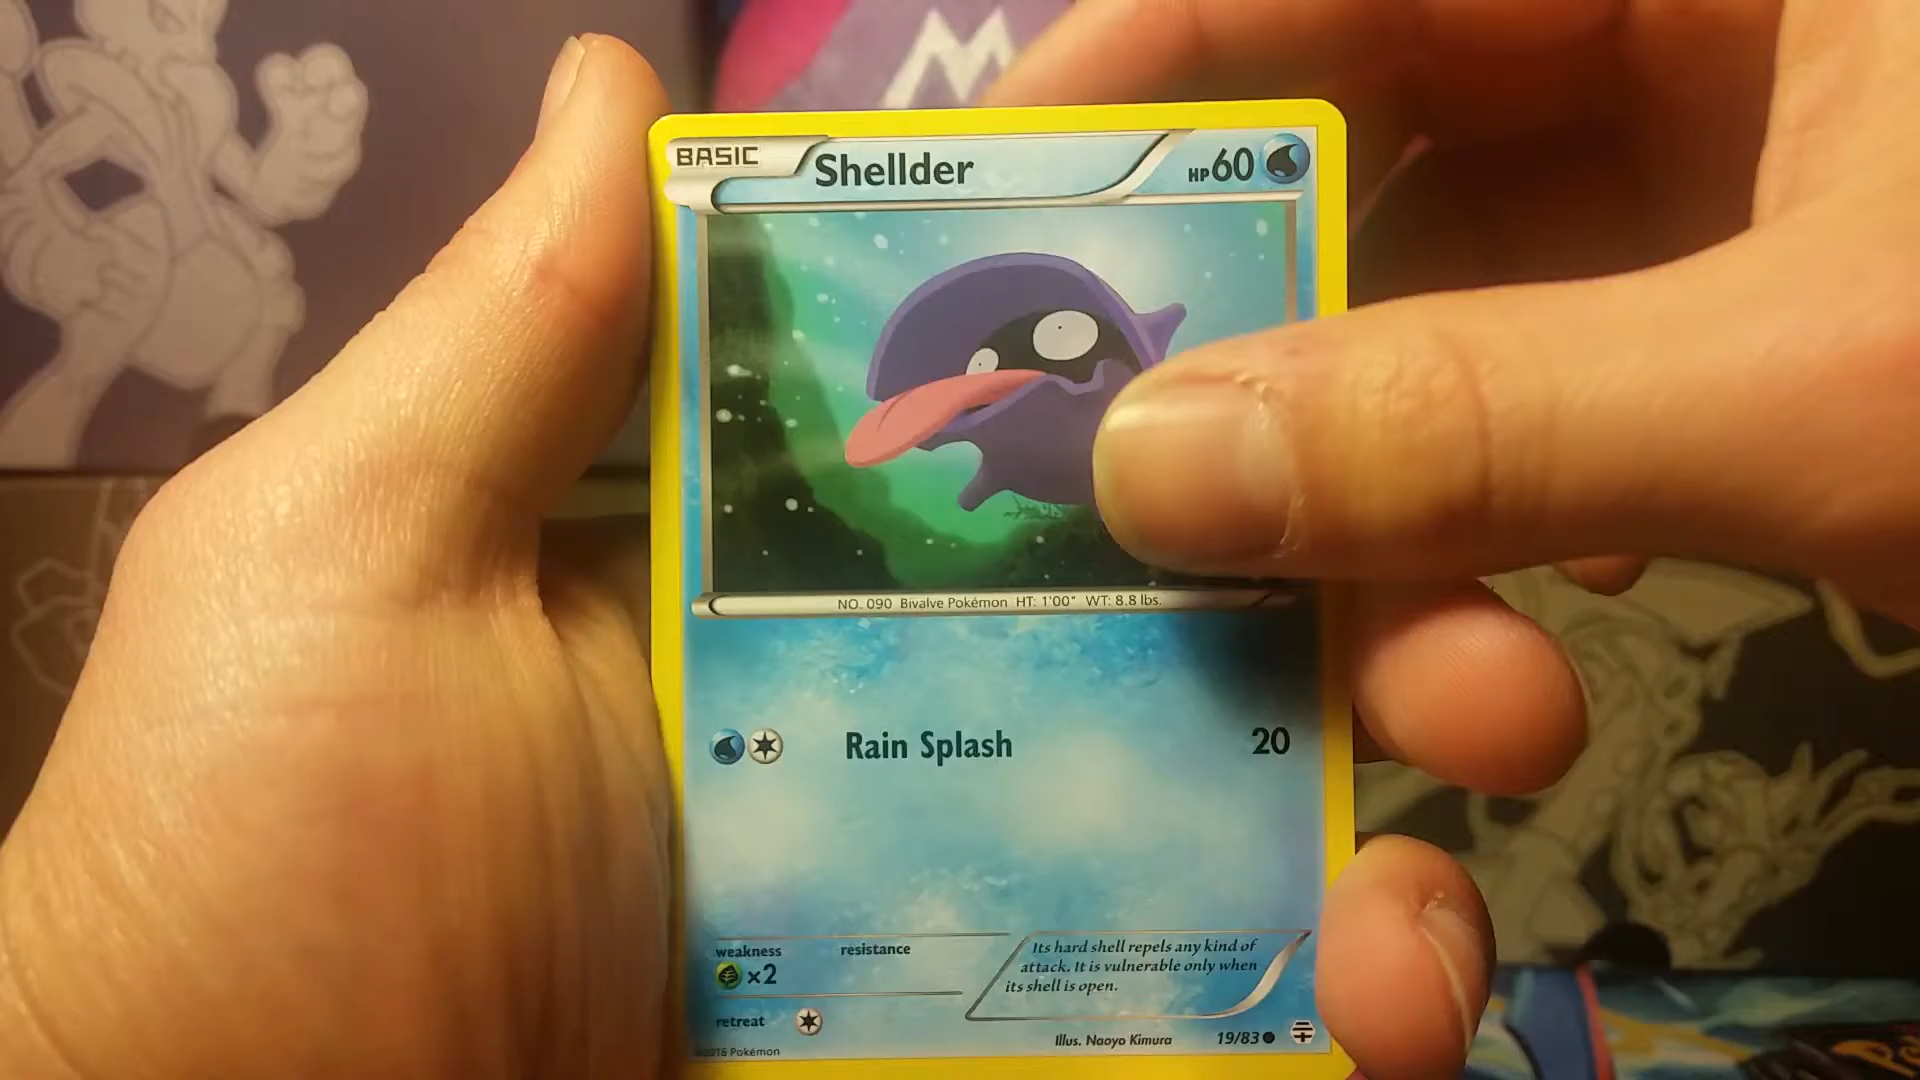 BASIC
Shellder
HP60
NO. 090 Bivalve Pokémon HT: 1'00" WT: 8.8 lbs.
Rain Splash 20
weakness
resistance
×2
Its hard shell repels any kind of
attack. It is vulnerable only when
its shell is open.
retreat
Illus. Naoyo Kimura
19/83
©2016 Pokémon